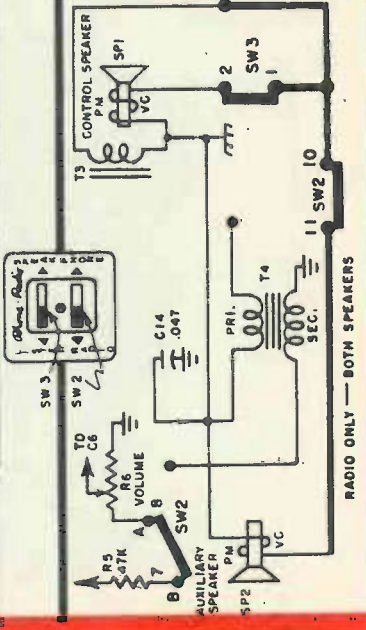 CONTROL SPEAKER
PM
SP1
VC
T3
2
SW3
1
10
SW2
11
Phono-Radio
SW 3
SW 2
TO
C6
R6
VOLUME
R5
47K
A
8
SW2
7
B
C14
.047
PRI.
T4
SEC.
AUXILIARY
SPEAKER
PM
VC
SP2
RADIO ONLY — BOTH SPEAKERS